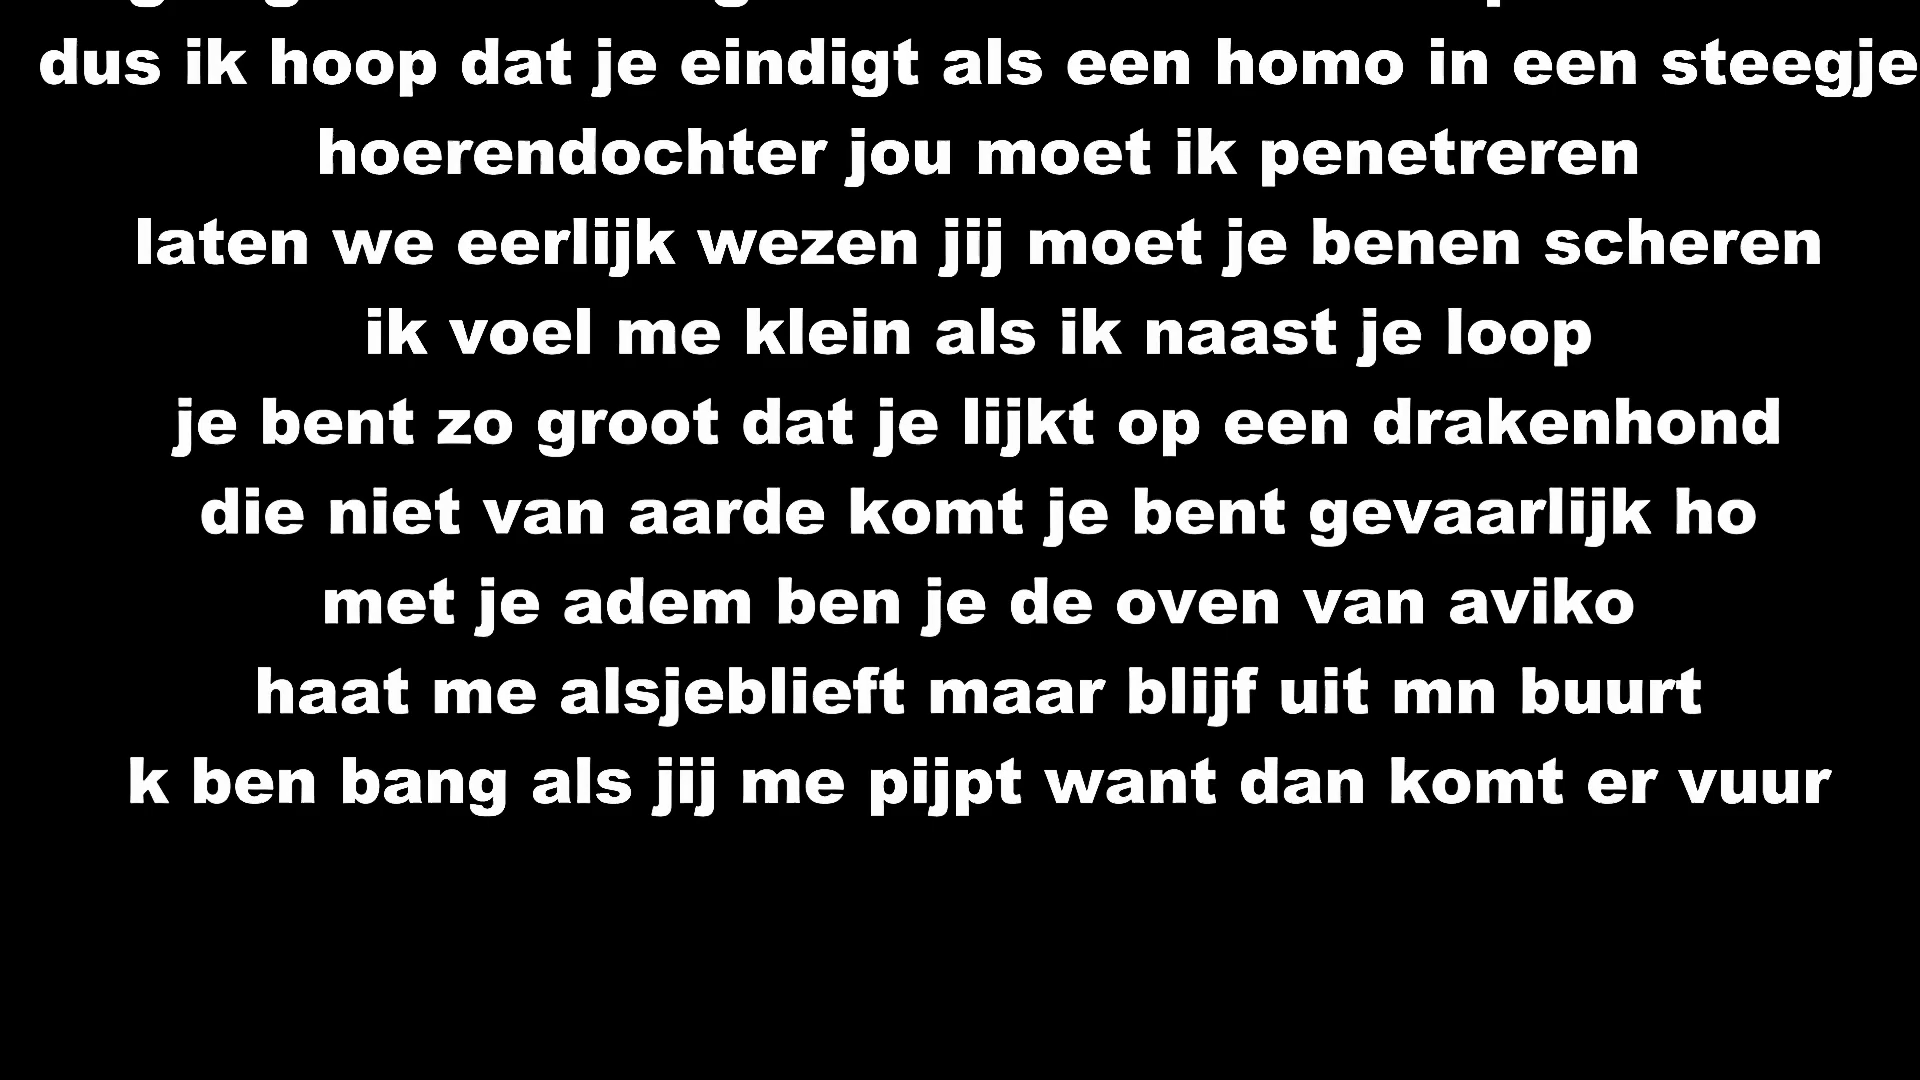 dus ik hoop dat je eindigt als een homo in een steegje
hoerendochter jou moet ik penetreren
laten we eerlijk wezen jij moet je benen scheren
ik voel me klein als ik naast je loop
je bent zo groot dat je lijkt op een drakenhond
die niet van aarde komt je bent gevaarlijk ho
met je adem ben je de oven van aviko
haat me alsjeblieft maar blijf uit mn buurt
k ben bang als jij me pijpt want dan komt er vuur